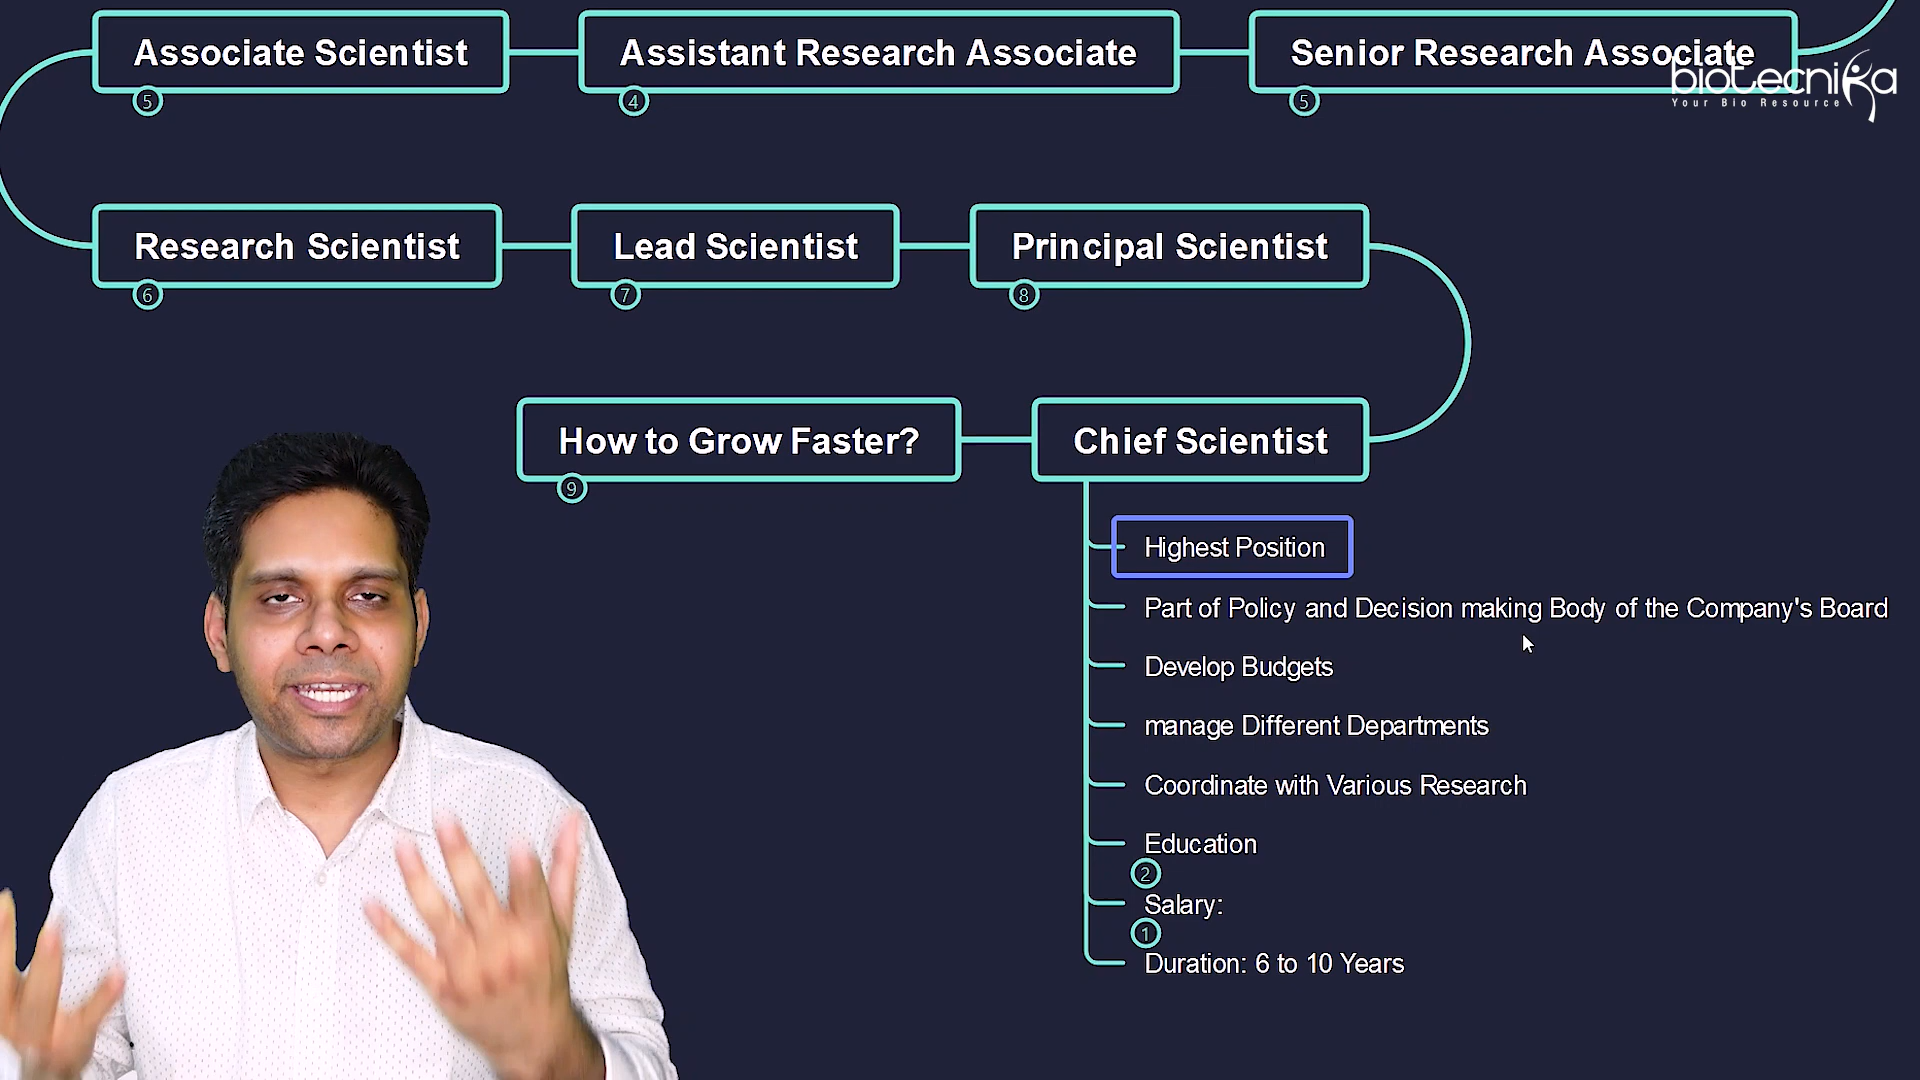 Associate Scientist
Assistant Research Associate
Senior Research Associate
biotecnika
Your Bio Resource
5
4
5
Research Scientist
Lead Scientist
Principal Scientist
6
7
8
How to Grow Faster?
Chief Scientist
9
Highest Position
Part of Policy and Decision making Body of the Company's Board
Develop Budgets
manage Different Departments
Coordinate with Various Research
Education
2
Salary:
1
Duration: 6 to 10 Years